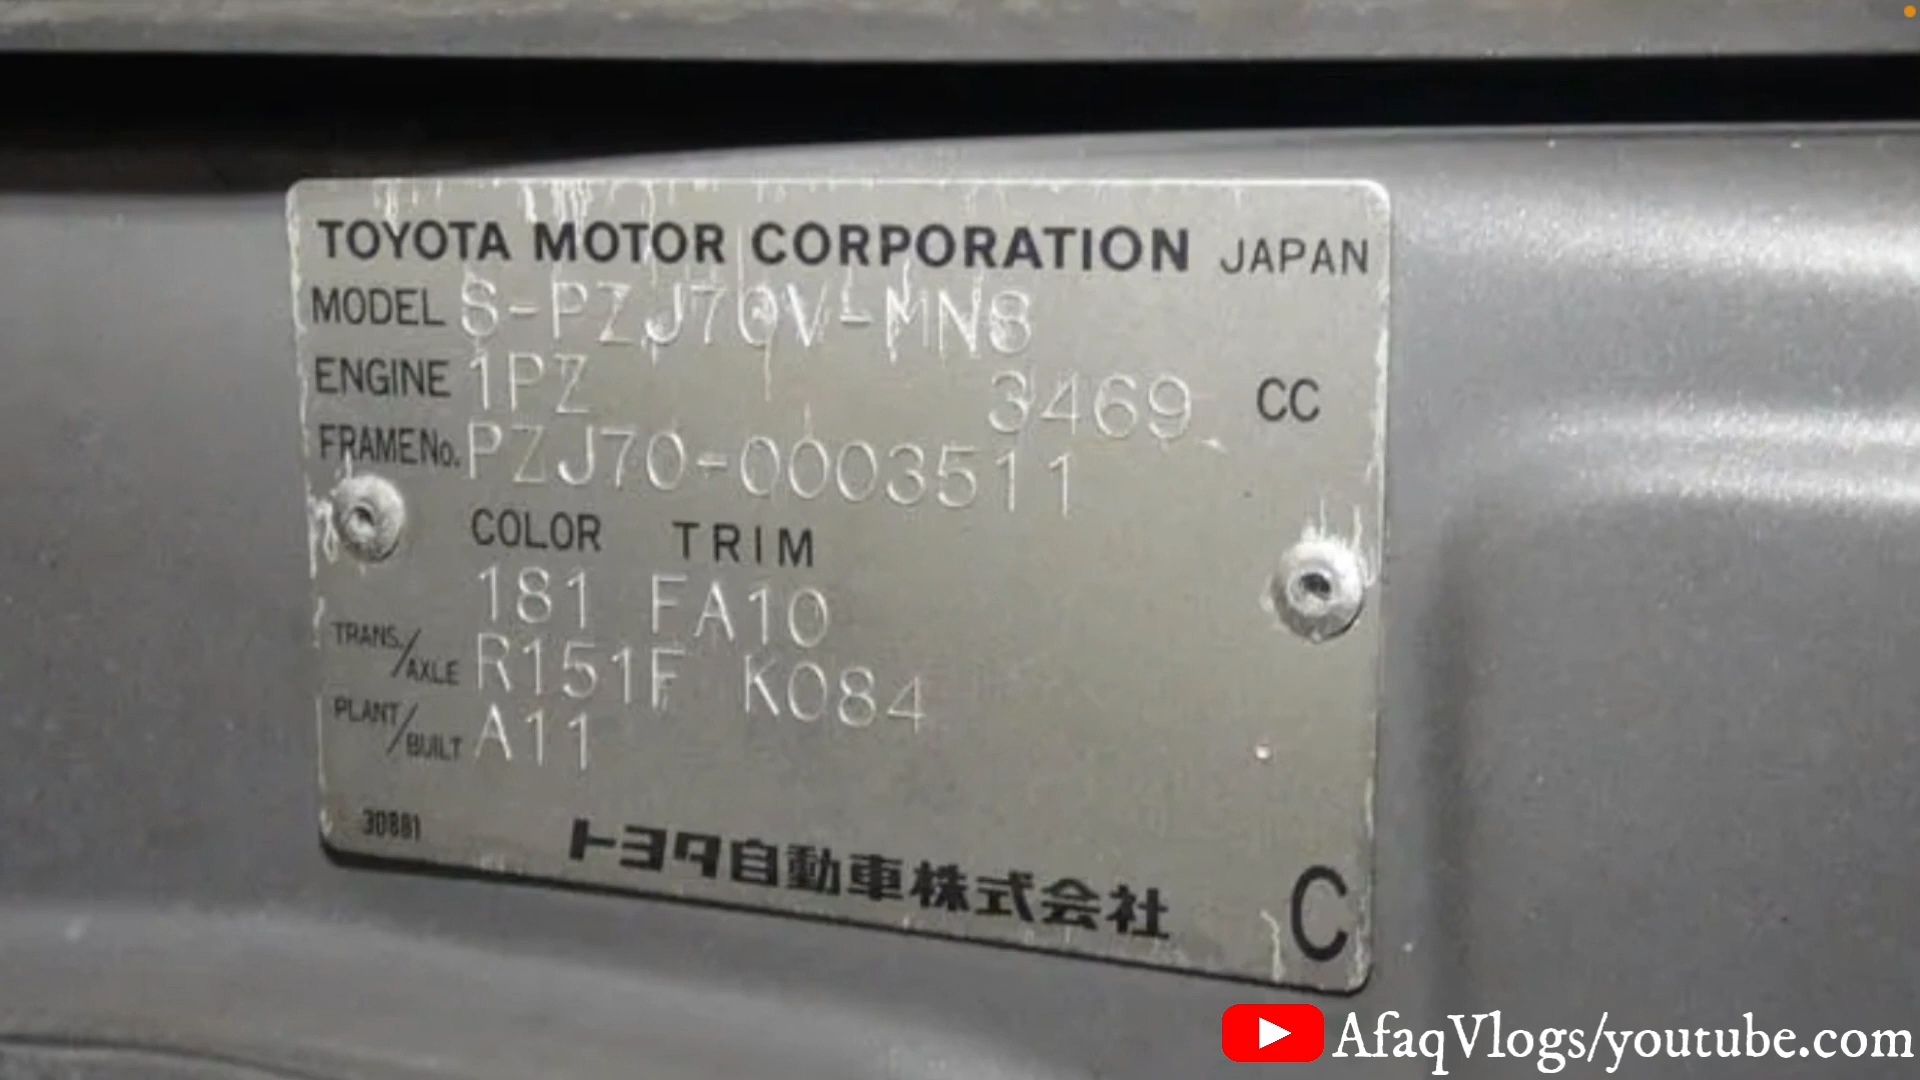 TOYOTA MOTOR CORPORATION JAPAN
MODEL S-PZJ70V-MNS
ENGINE 1PZ 3469 CC
FRAME No. PZJ70-0003511
COLOR TRIM
181 FA10
TRANS./AXLE R151F K084
PLANT/BUILT A11
30881
トヨタ自動車株式会社
C
AfaqVlogs/youtube.com